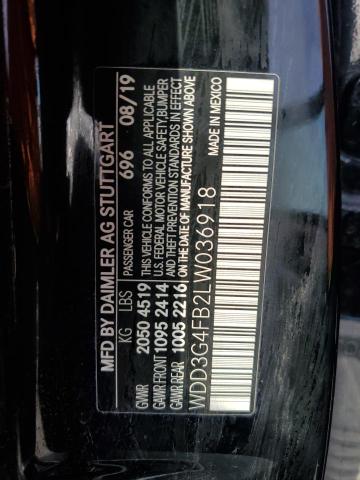 MFD BY DAIMLER AG STUTTGART
KG LBS PASSENGER CAR 696 08/19
GVWR 2050 4519 THIS VEHICLE CONFORMS TO ALL APPLICABLE
GAWR FRONT 1095 2414 U.S. FEDERAL MOTOR VEHICLE SAFETY, BUMPER,
GAWR REAR 1005 2216 AND THEFT PREVENTION STANDARDS IN EFFECT
ON THE DATE OF MANUFACTURE SHOWN ABOVE
WDD3G4FB2LW036918
MADE IN MEXICO